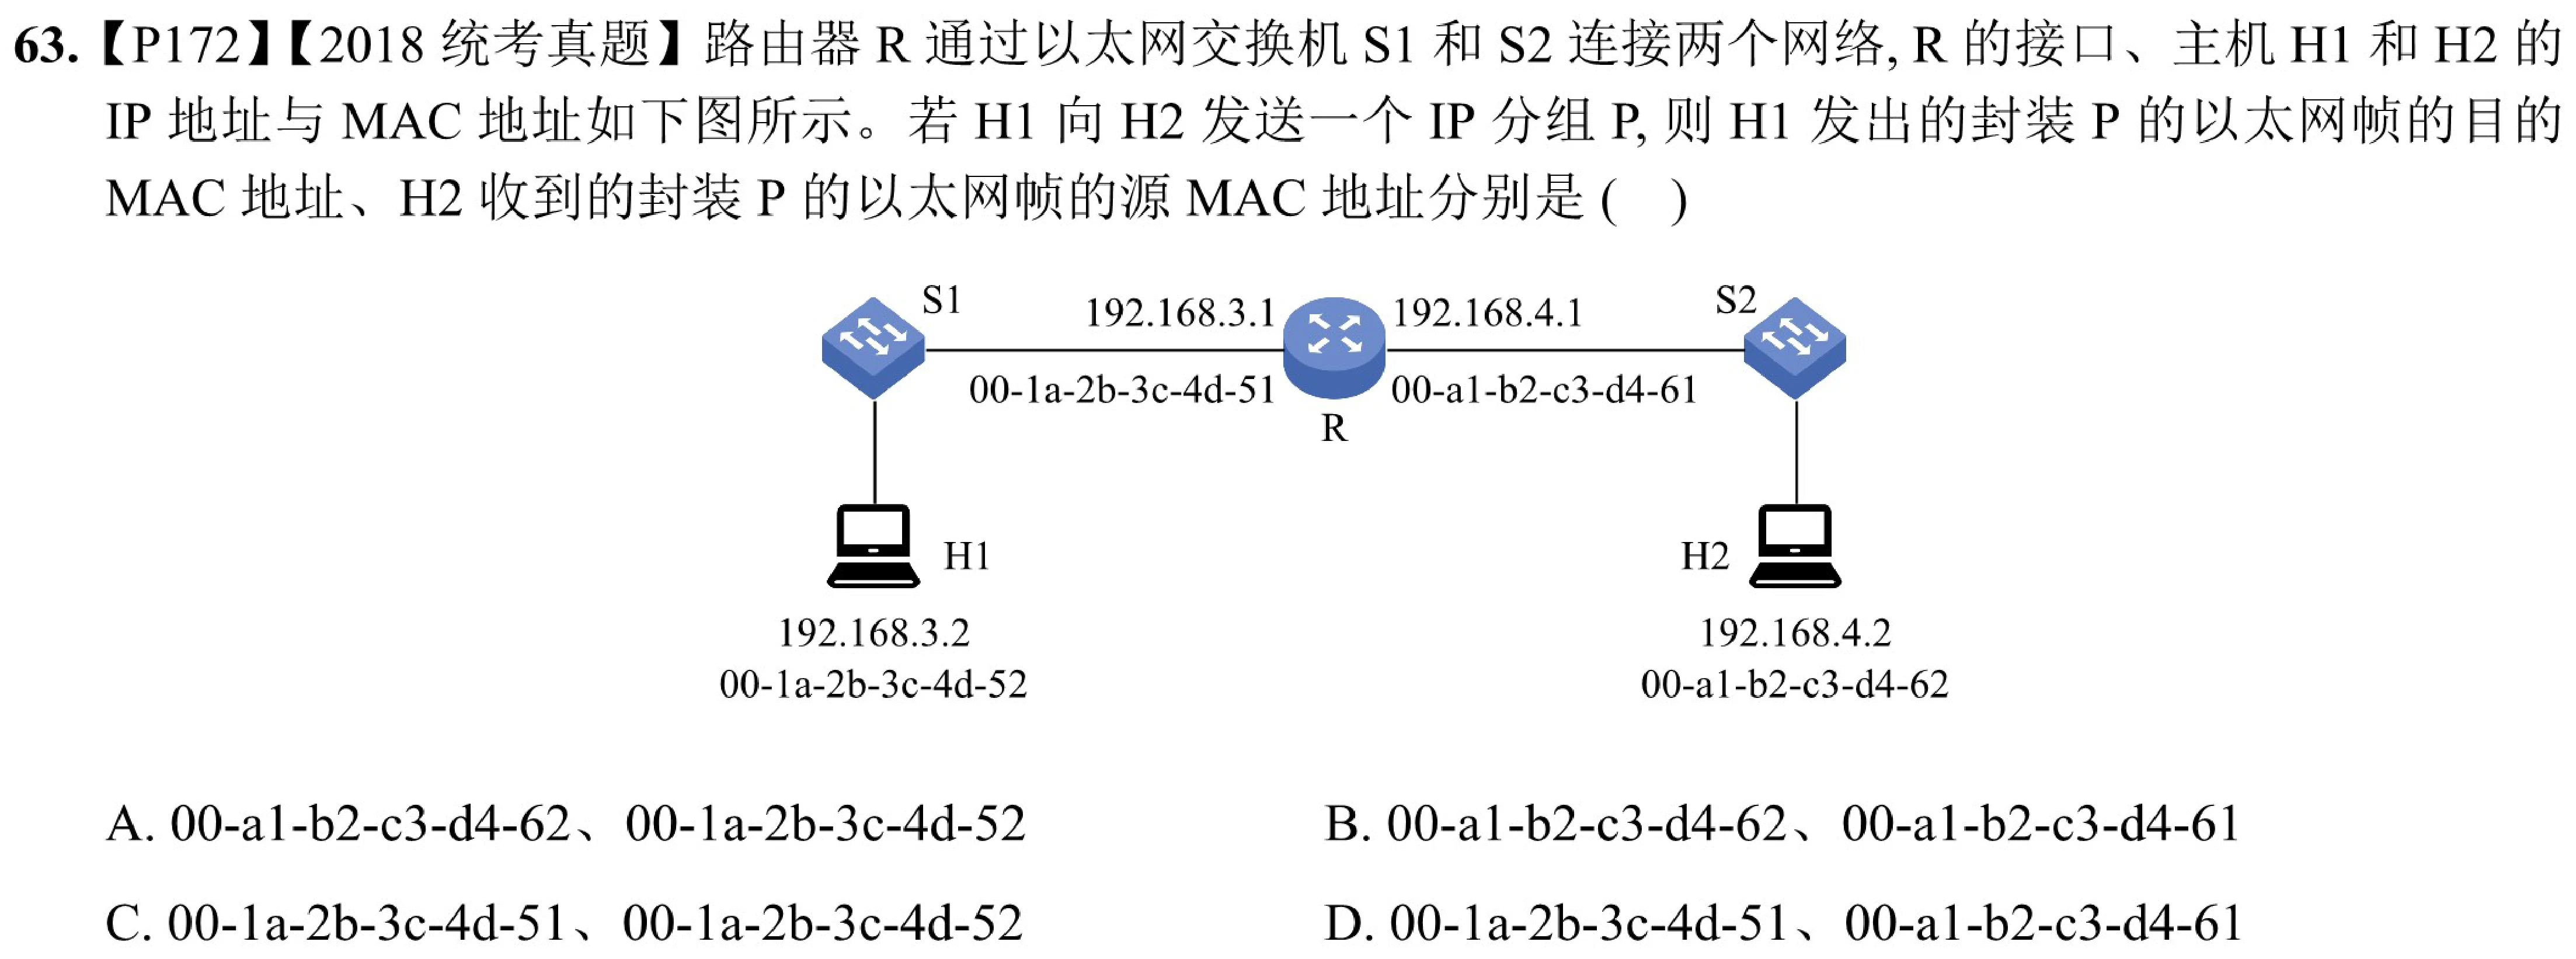 63.【P172】【2018 统考真题】路由器 R 通过以太网交换机 S1 和 S2 连接两个网络, R 的接口、主机 H1 和 H2 的
IP 地址与 MAC 地址如下图所示。若 H1 向 H2 发送一个 IP 分组 P, 则 H1 发出的封装 P 的以太网帧的目的
MAC 地址、H2 收到的封装 P 的以太网帧的源 MAC 地址分别是 ( )
S1
192.168.3.1
192.168.4.1
S2
00-1a-2b-3c-4d-51
00-a1-b2-c3-d4-61
R
H1
H2
192.168.3.2
00-1a-2b-3c-4d-52
192.168.4.2
00-a1-b2-c3-d4-62
A. 00-a1-b2-c3-d4-62、00-1a-2b-3c-4d-52
B. 00-a1-b2-c3-d4-62、00-a1-b2-c3-d4-61
C. 00-1a-2b-3c-4d-51、00-1a-2b-3c-4d-52
D. 00-1a-2b-3c-4d-51、00-a1-b2-c3-d4-61